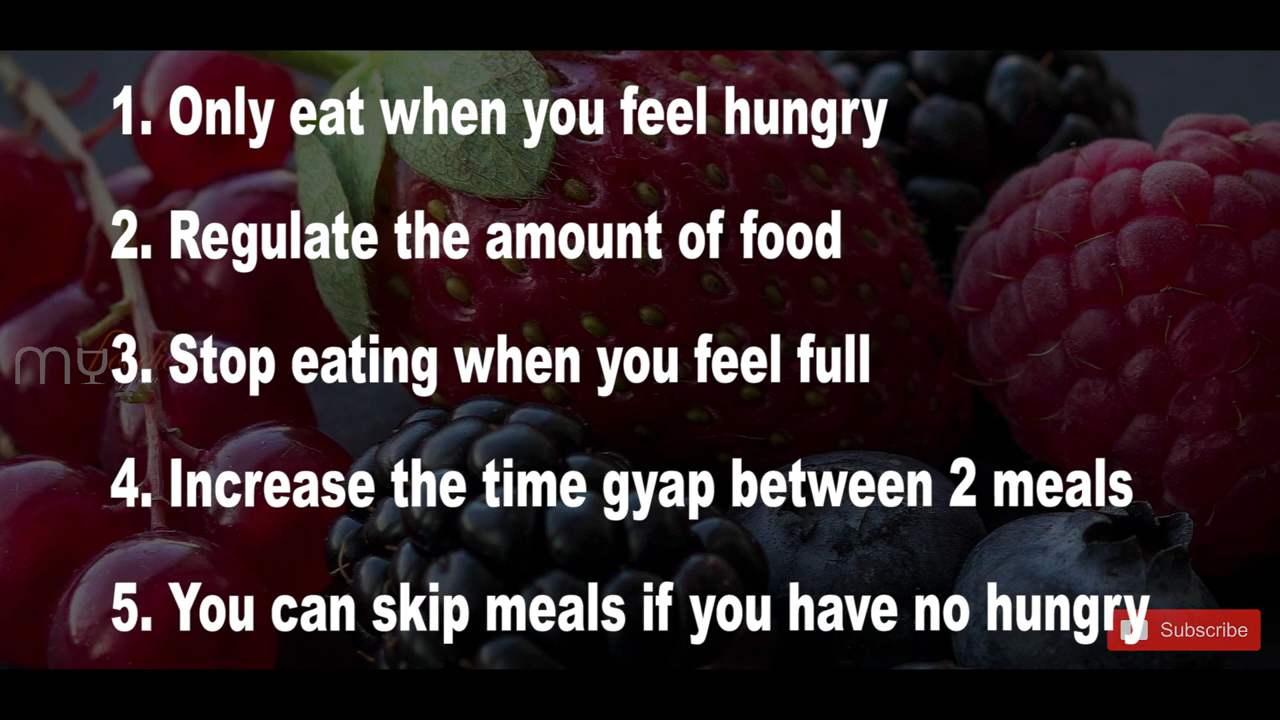 1. Only eat when you feel hungry
2. Regulate the amount of food
3. Stop eating when you feel full
4. Increase the time gyap between 2 meals
5. You can skip meals if you have no hungry
Subscribe